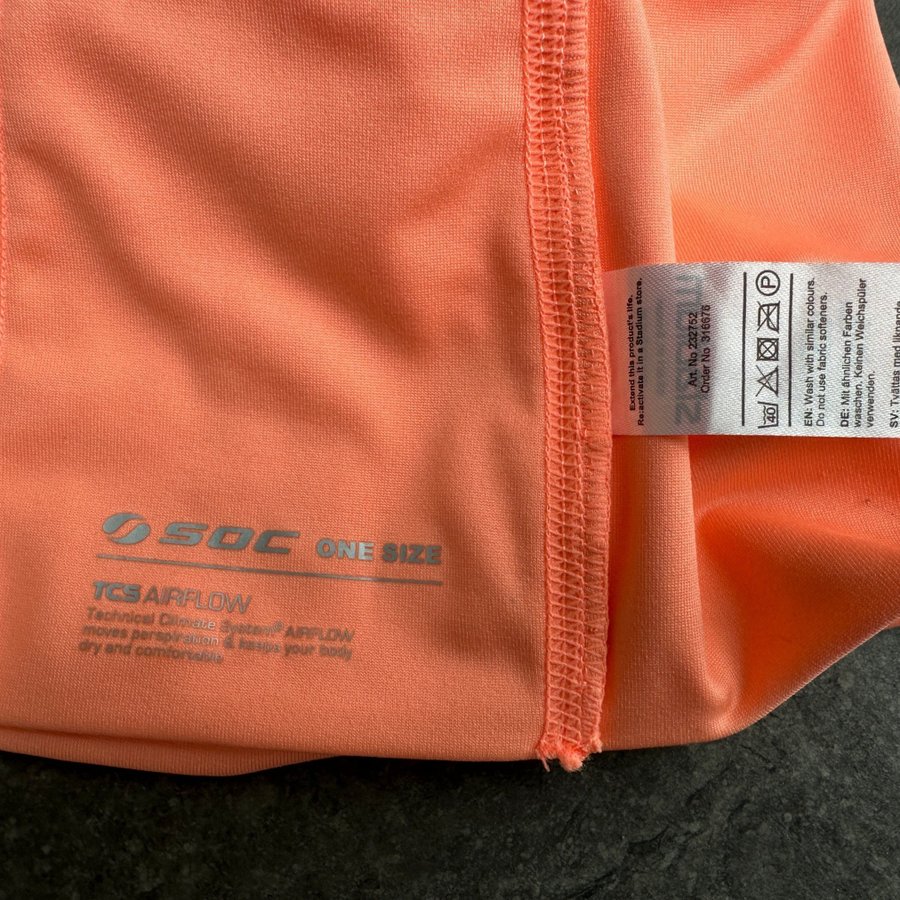 SOC ONE SIZE
TCS AIRFLOW
Technical Climate System® AIRFLOW
moves perspiration & keeps your body
dry and comfortable
Extend this product's life.
Re:activate it in a Stadium store.
Art. No 232752
Order No 316676
40
P
EN: Wash with similar colours.
Do not use fabric softeners.
DE: Mit ähnlichen Farben
waschen. Keinen Weichspüler
verwenden.
SV: Tvättas med liknande